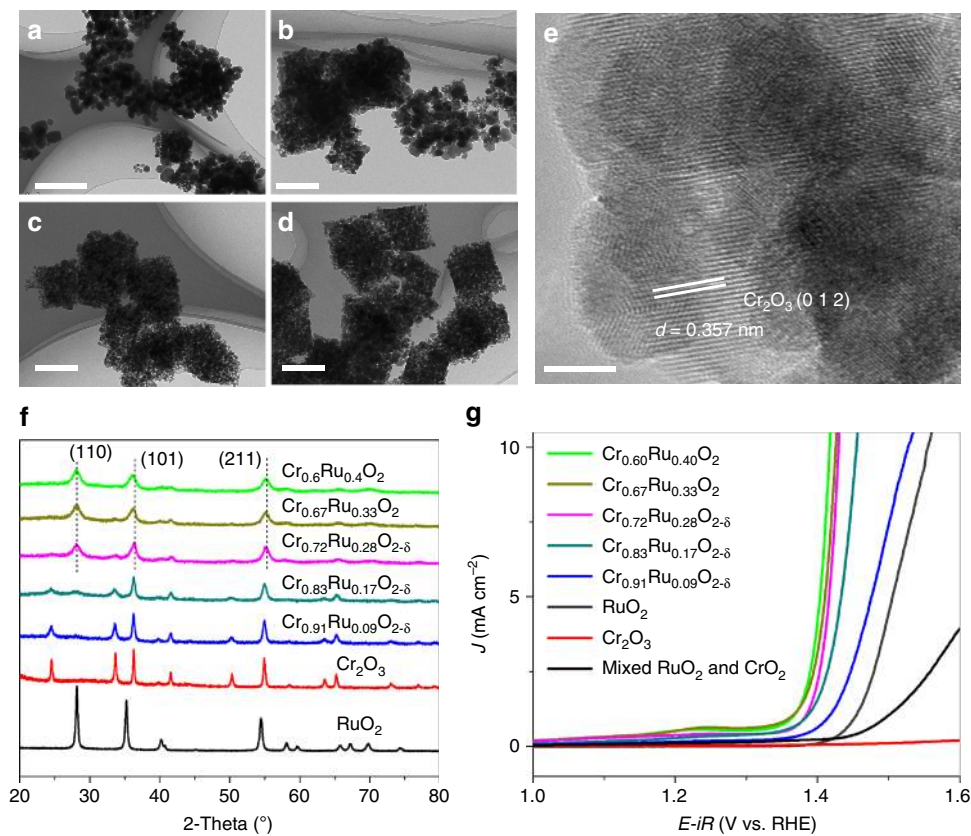 a
b
c
d
e
Cr₂O₃ (0 1 2)
d = 0.357 nm
f
(110)
(101)
(211)
Cr₀.₆Ru₀.₄O₂
Cr₀.₆₇Ru₀.₃₃O₂
Cr₀.₇₂Ru₀.₂₈O₂₋δ
Cr₀.₈₃Ru₀.₁₇O₂₋δ
Cr₀.₉₁Ru₀.₀₉O₂₋δ
Cr₂O₃
RuO₂
20 30 40 50 60 70 80
2-Theta (°)
g
10
5
0
J (mA cm⁻²)
Cr₀.₆₀Ru₀.₄₀O₂
Cr₀.₆₇Ru₀.₃₃O₂
Cr₀.₇₂Ru₀.₂₈O₂₋δ
Cr₀.₈₃Ru₀.₁₇O₂₋δ
Cr₀.₉₁Ru₀.₀₉O₂₋δ
RuO₂
Cr₂O₃
Mixed RuO₂ and CrO₂
1.0 1.2 1.4 1.6
E-iR (V vs. RHE)